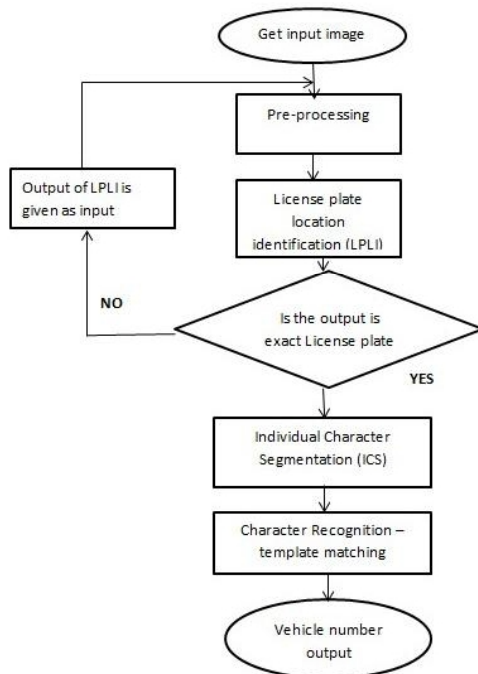 Get input image
Pre-processing
Output of LPLI is
given as input
License plate
location
identification (LPLI)
NO
Is the output is
exact License plate
YES
Individual Character
Segmentation (ICS)
Character Recognition –
template matching
Vehicle number
output